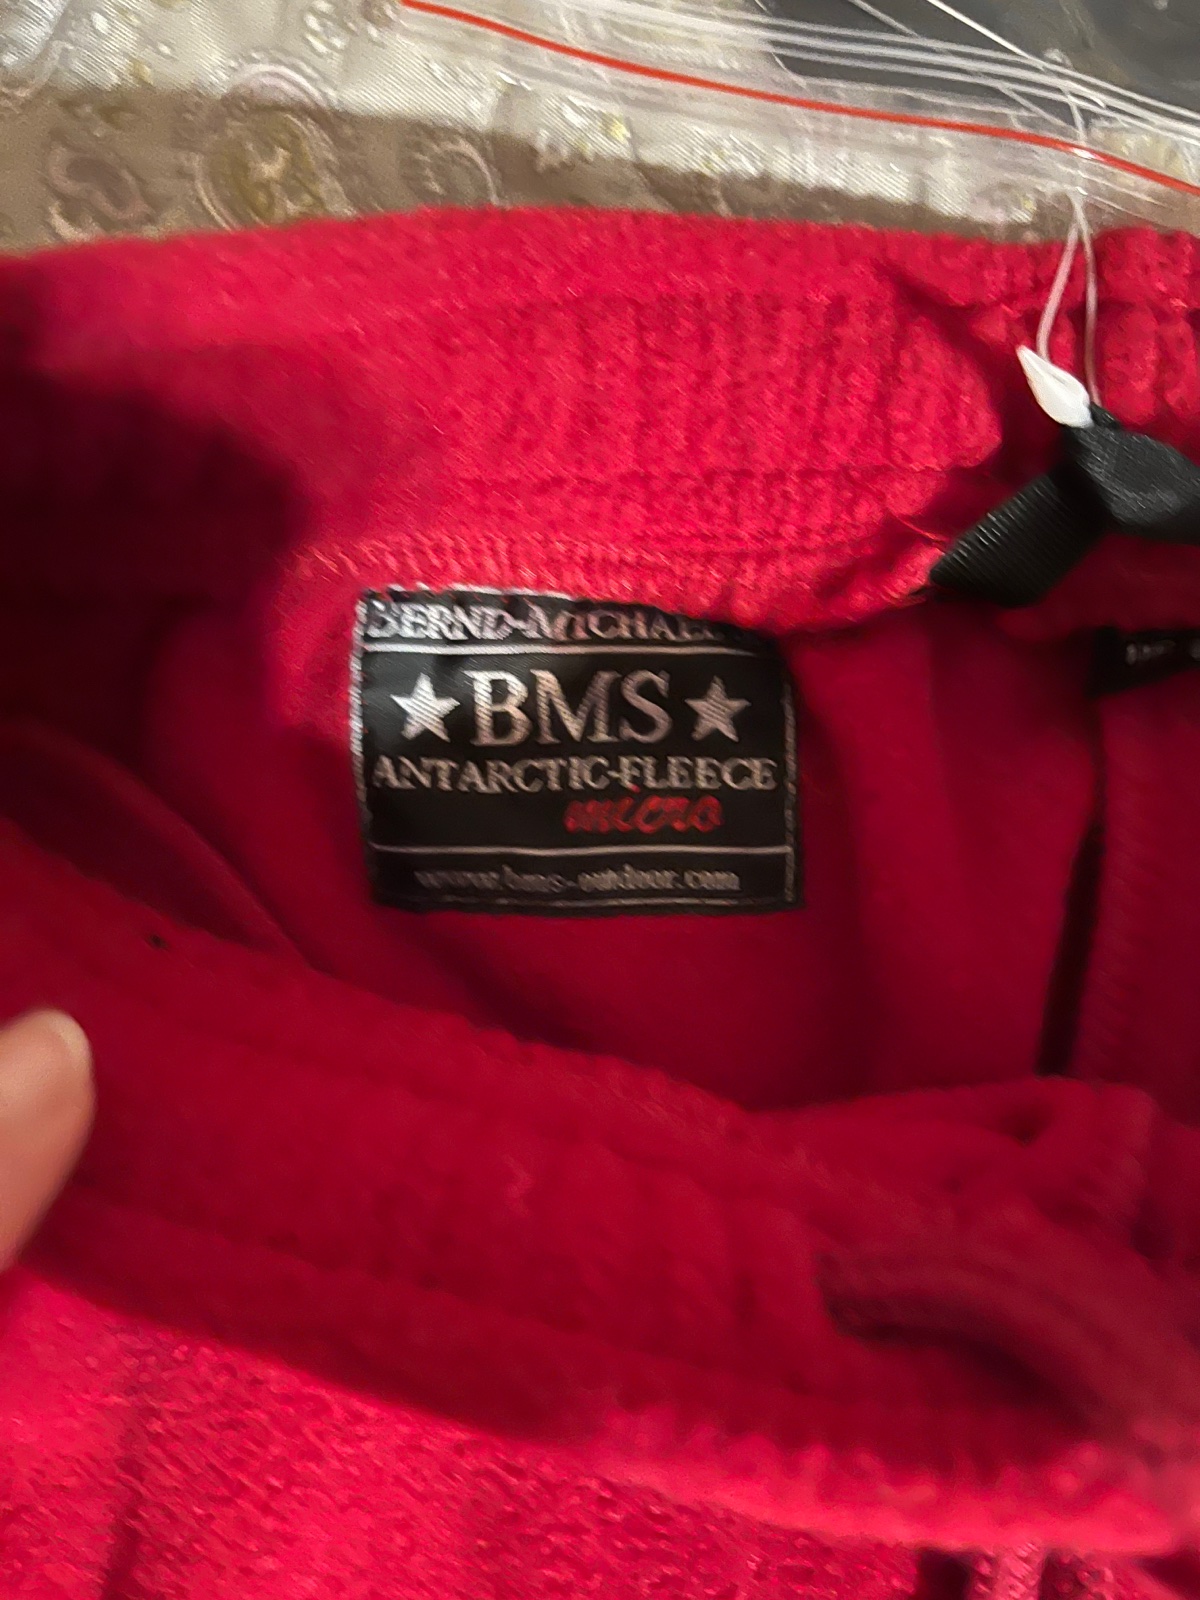 BERND-MICHAEL
★BMS★
ANTARCTIC-FLEECE
micro
www.bms-outdoor.com